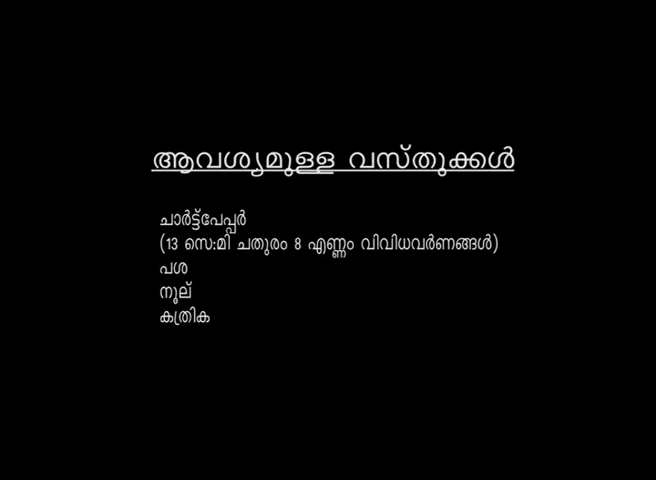 ആവശ്യമുള്ള വസ്തുക്കൾ
ചാർട്ട്പേപ്പർ
(13 സെ:മി ചതുരം 8 എണ്ണം വിവിധവർണങ്ങൾ)
പശ
നൂല്
കത്രിക